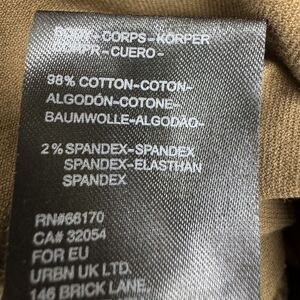 BODY - CORPS - KÖRPER
CORPR - CUERO -
98% COTTON-COTON-
ALGODÓN-COTONE-
BAUMWOLLE-ALGODÃO-
2% SPANDEX-SPANDEX
SPANDEX-ELASTHAN
SPANDEX
RN#66170
CA# 32054
FOR EU
URBN UK LTD.
146 BRICK LANE,